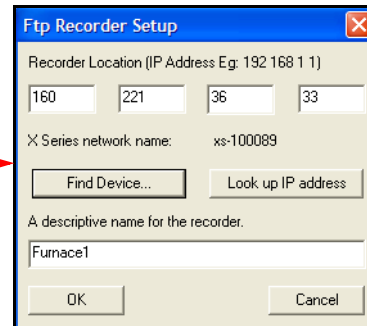 Ftp Recorder Setup
Recorder Location (IP Address Eg: 192 168 1 1)
160 221 36 33
X Series network name: xs-100089
Find Device... Look up IP address
A descriptive name for the recorder.
Furnace1
OK Cancel